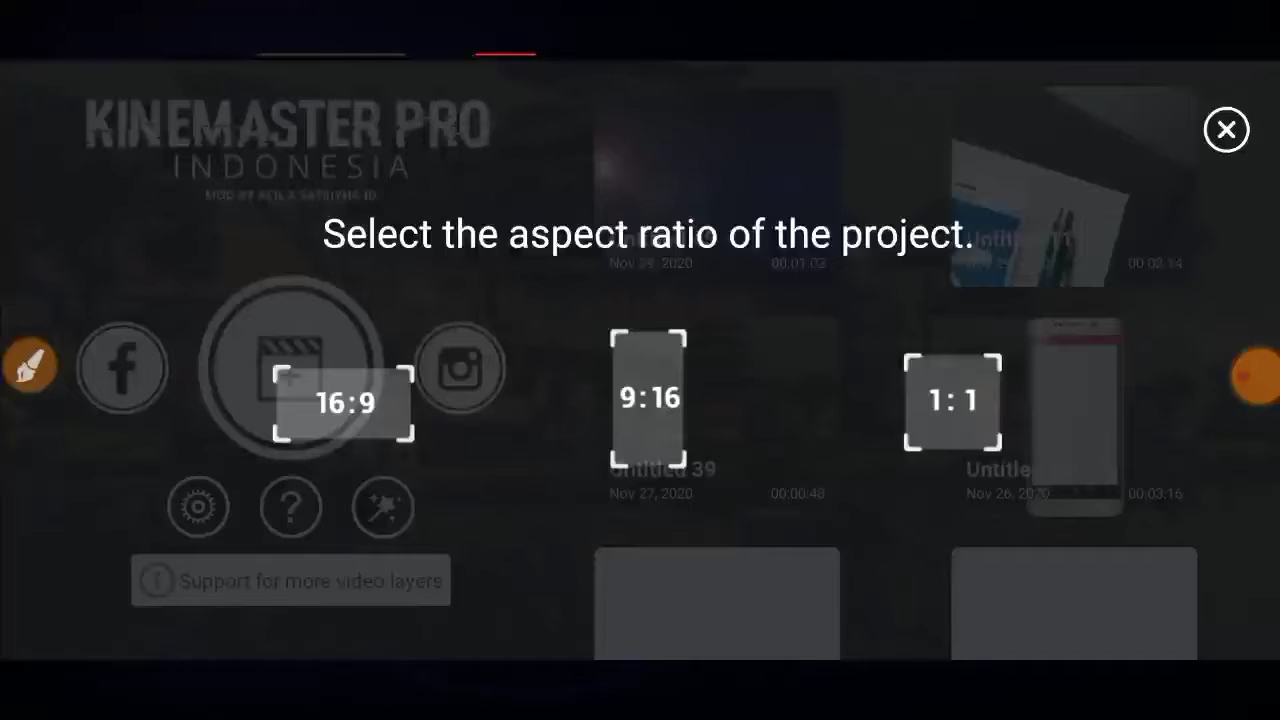 KINEMASTER PRO
INDONESIA
Select the aspect ratio of the project.
Nov 29, 2020
00:01:03
00:03:14
16:9
9:16
1:1
Untitled 39
Nov 27, 2020
00:00:48
Nov 26, 2020
00:03:16
Support for more video layers